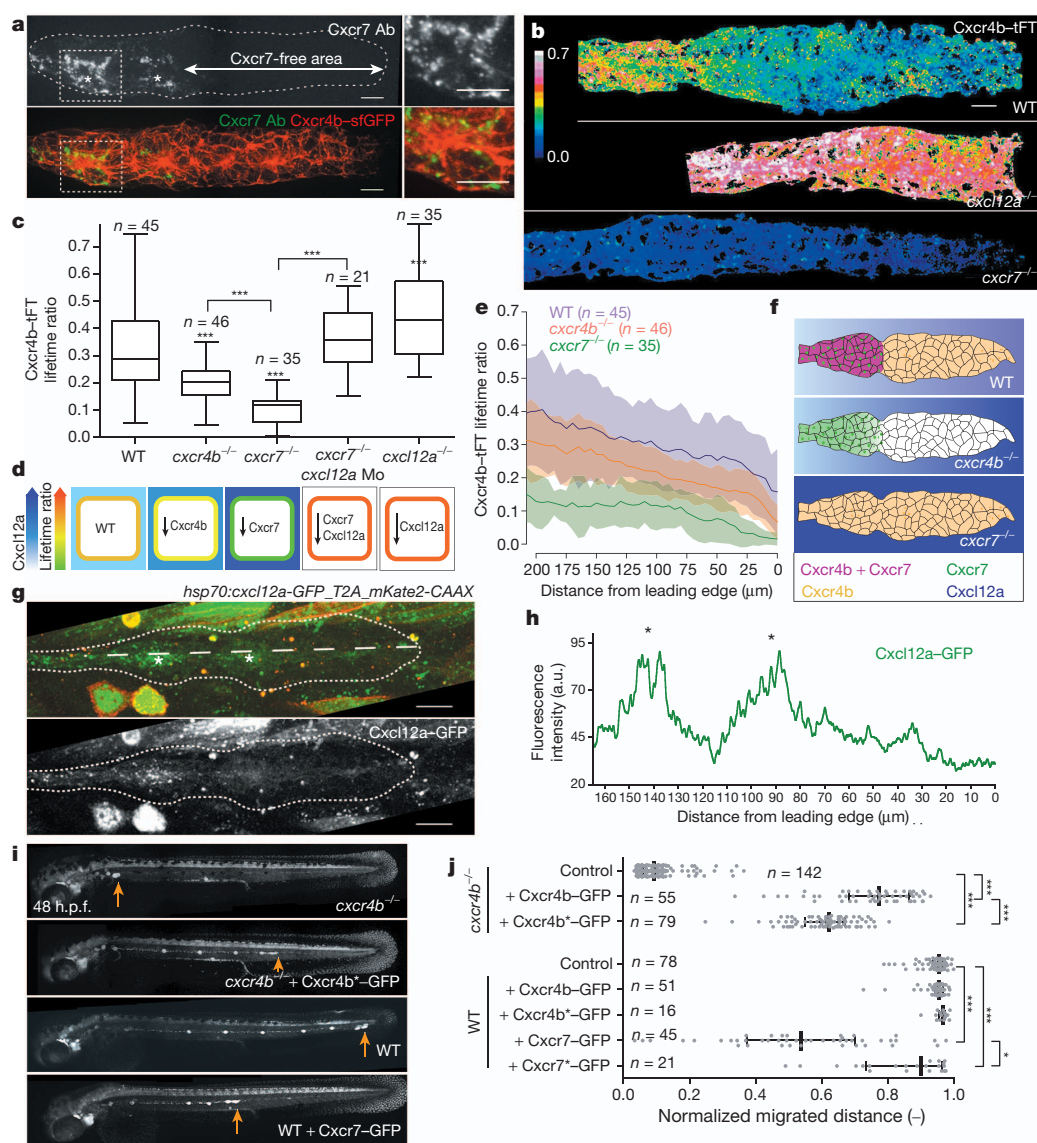 a
Cxcr7 Ab
Cxcr7-free area
*
*
Cxcr7 Ab Cxcr4b–sfGFP
b
Cxcr4b–tFT
0.7
0.0
WT
cxcl12a–/–
cxcr7–/–
c
Cxcr4b–tFT
lifetime ratio
0.7
0.6
0.5
0.4
0.3
0.2
0.1
0
n = 45
n = 46
***
***
n = 35
***
***
n = 21
n = 35
***
WT
cxcr4b–/–
cxcr7–/–
cxcr7–/–
cxcl12a Mo
cxcl12a–/–
d
Cxcl12a
Lifetime ratio
WT
↓ Cxcr4b
↓ Cxcr7
↓ Cxcr7
Cxcl12a
↓ Cxcl12a
e
WT (n = 45)
cxcr4b–/– (n = 46)
cxcr7–/– (n = 35)
Cxcr4b–tFT lifetime ratio
0.7
0.6
0.5
0.4
0.3
0.2
0.1
0.0
200 175 150 125 100 75 50 25 0
Distance from leading edge (μm)
f
WT
cxcr4b–/–
cxcr7–/–
Cxcr4b + Cxcr7
Cxcr7
Cxcr4b
Cxcl12a
g
hsp70:cxcl12a-GFP_T2A_mKate2-CAAX
*
*
Cxcl12a–GFP
h
Cxcl12a–GFP
*
*
Fluorescence
intensity (a.u.)
95
70
45
20
160 150 140 130 120 110 100 90 80 70 60 50 40 30 20 10 0
Distance from leading edge (μm)
i
48 h.p.f.
cxcr4b–/–
cxcr4b–/– + Cxcr4b*–GFP
WT
WT + Cxcr7–GFP
j
cxcr4b–/–
Control
n = 142
+ Cxcr4b–GFP
n = 55
+ Cxcr4b*–GFP
n = 79
***
***
***
WT
Control
n = 78
+ Cxcr4b–GFP
n = 51
+ Cxcr4b*–GFP
n = 16
+ Cxcr7–GFP
n = 45
+ Cxcr7*–GFP
n = 21
***
***
*
0.0 0.2 0.4 0.6 0.8 1.0
Normalized migrated distance (–)